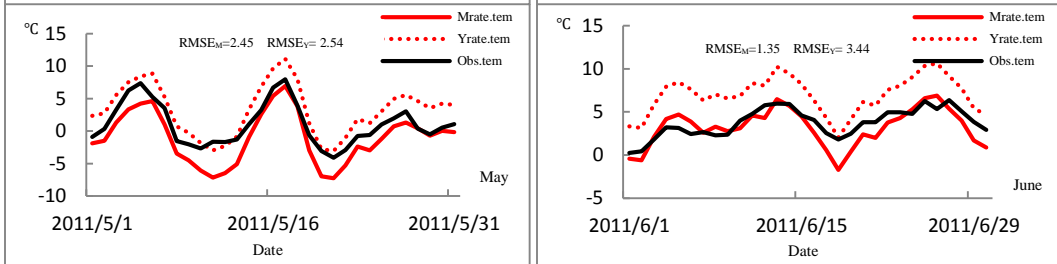 ℃
15
10
5
0
-5
-10
RMSEM=2.45 RMSEY= 2.54
Mrate.tem
Yrate.tem
Obs.tem
May
2011/5/1 2011/5/16 2011/5/31
Date
℃
15
10
5
0
-5
RMSEM=1.35 RMSEY=3.44
Mrate.tem
Yrate.tem
Obs.tem
June
2011/6/1 2011/6/15 2011/6/29
Date